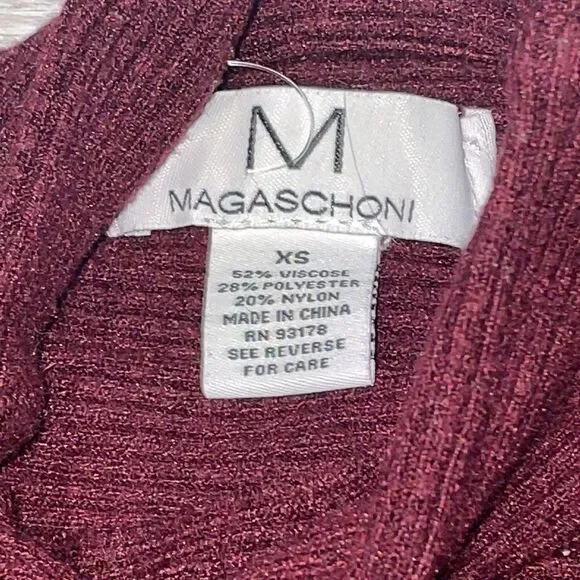 M
MAGASCHONI
XS
52% VISCOSE
28% POLYESTER
20% NYLON
MADE IN CHINA
RN 93178
SEE REVERSE
FOR CARE